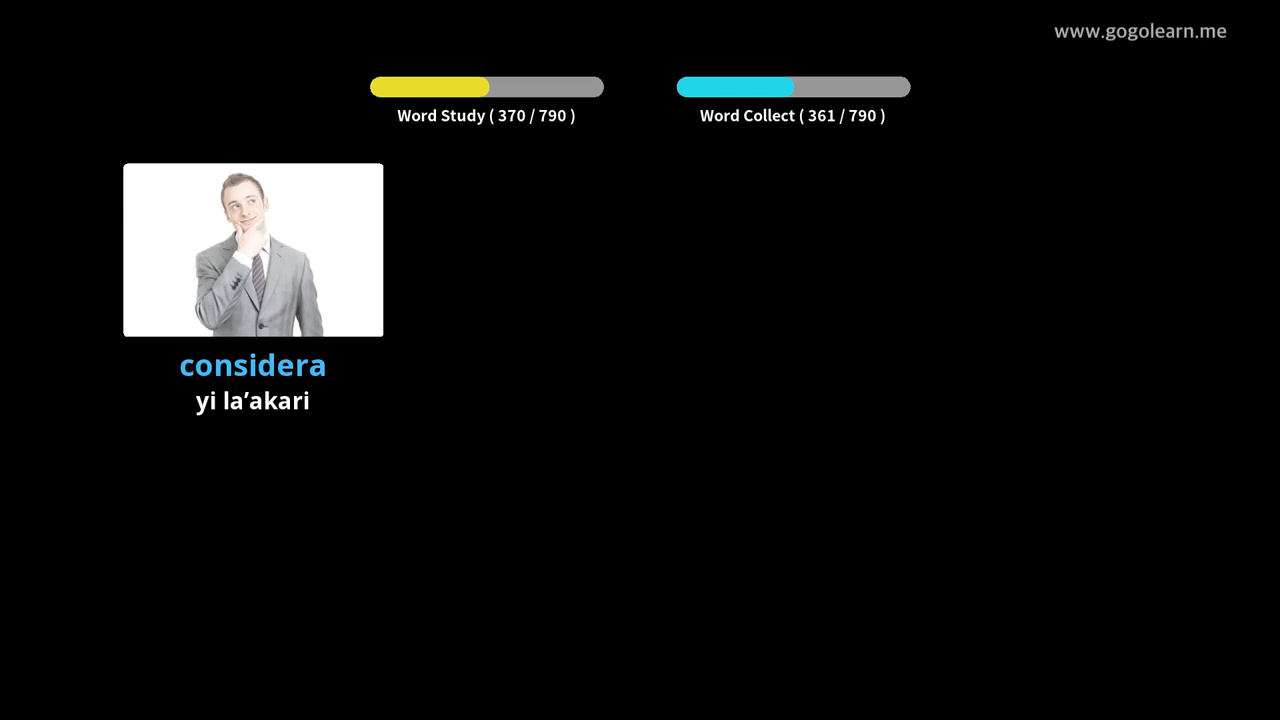 www.gogolearn.me
Word Study ( 370 / 790 )
Word Collect ( 361 / 790 )
considera
yi la’akari